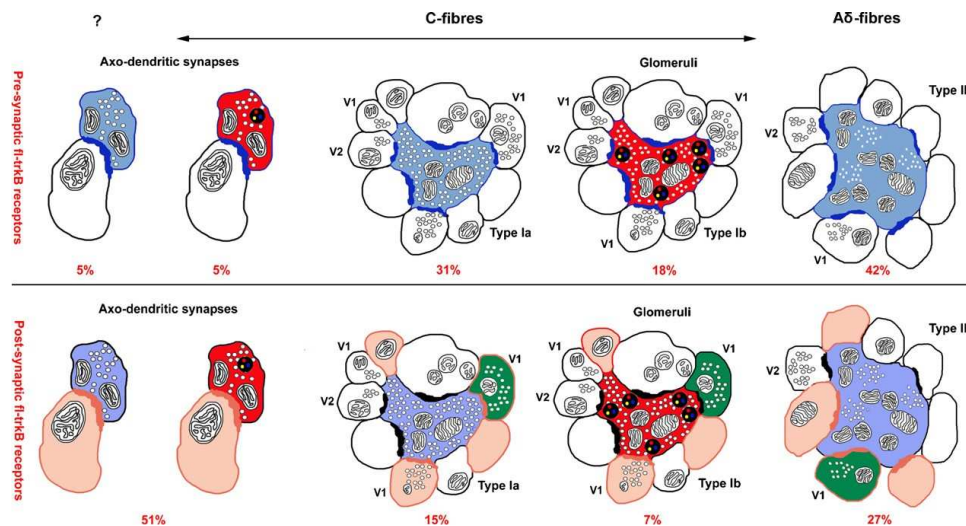 ? C-fibres Aδ-fibres
Axo-dendritic synapses Glomeruli
Pre-synaptic fl-trkB receptors
V1 V1 V1 V1 Type II
V2 V2 V2
V1 Type Ia V1 Type Ib V1
5% 5% 31% 18% 42%
Axo-dendritic synapses Glomeruli
Post-synaptic fl-trkB receptors
V1 V1 V1 V1 Type II
V2 V2 V2
V1 Type Ia V1 Type Ib V1
51% 15% 7% 27%